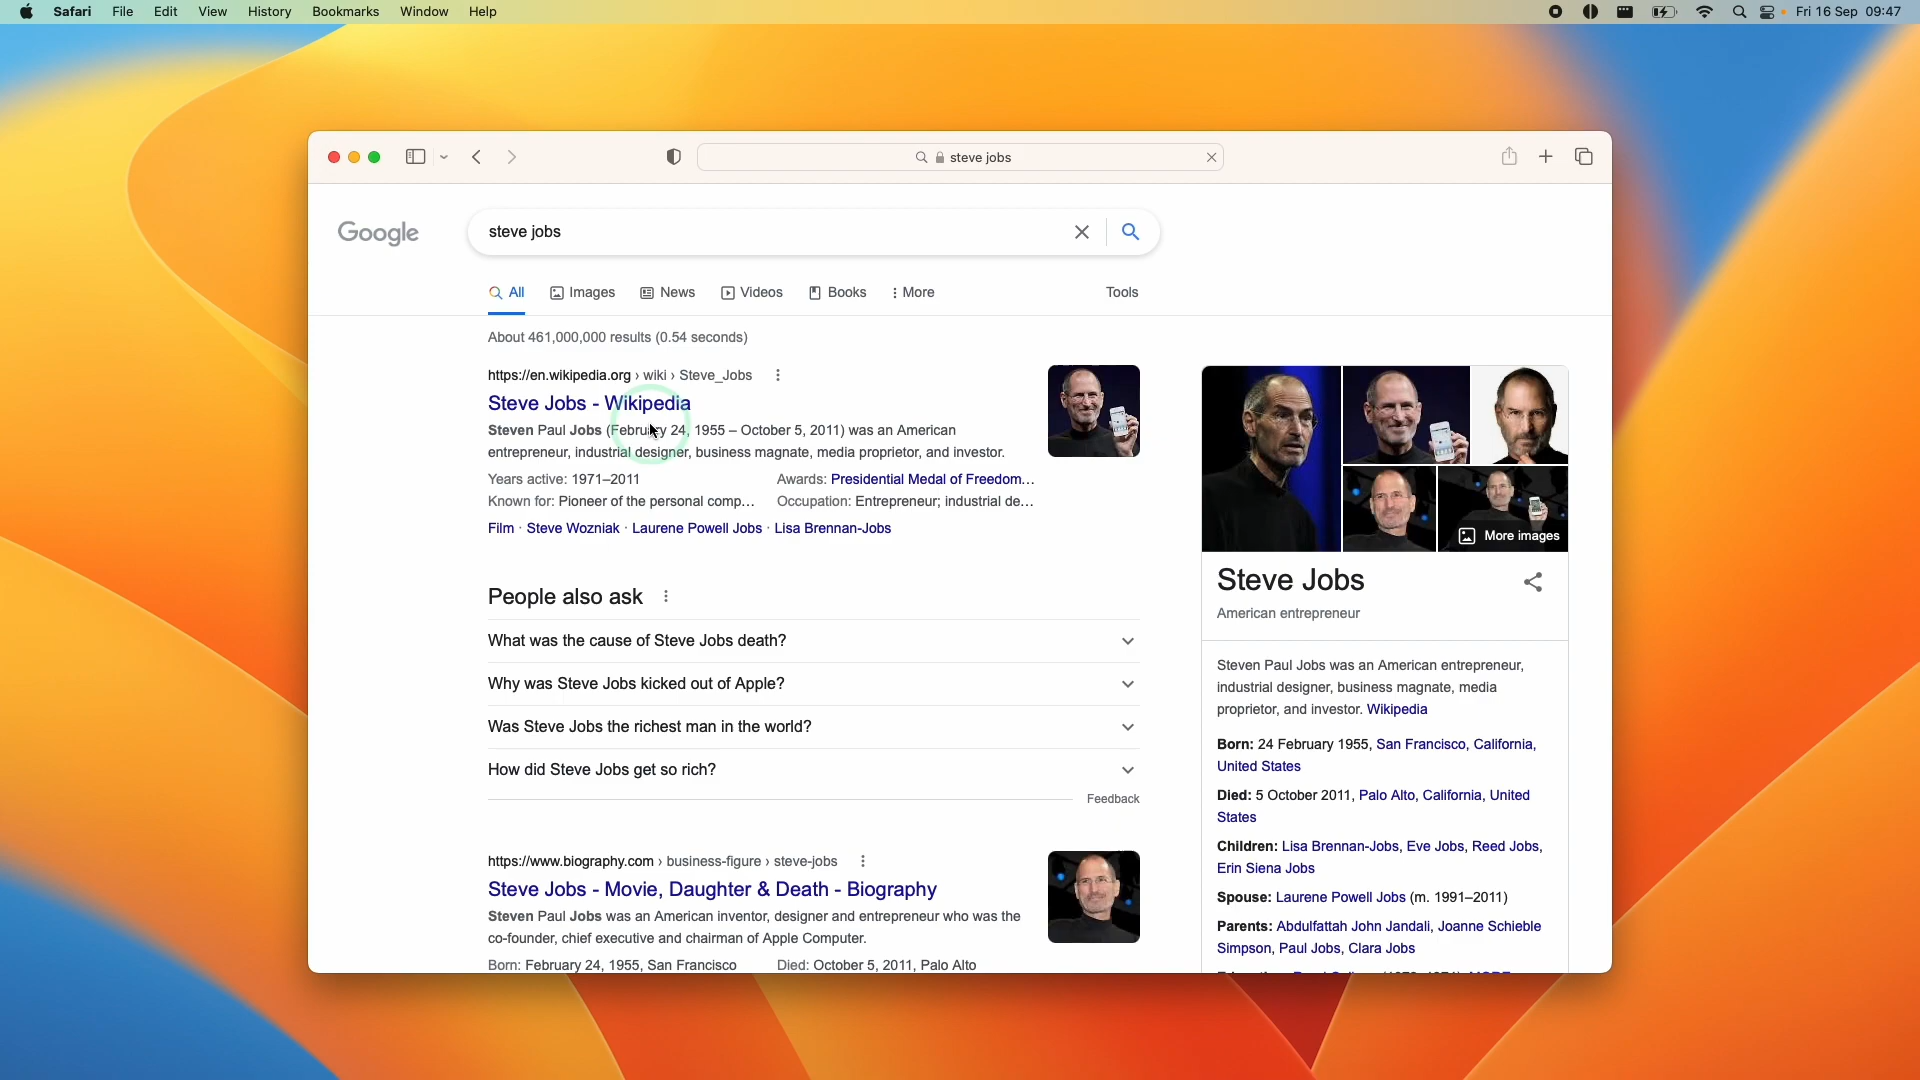 Safari File Edit View History Bookmarks Window Help Fri 16 Sep 09:47
steve jobs
Google
steve jobs
All Images News Videos Books More Tools
About 461,000,000 results (0.54 seconds)
https://en.wikipedia.org › wiki › Steve_Jobs
Steve Jobs - Wikipedia
Steven Paul Jobs (February 24, 1955 – October 5, 2011) was an American
entrepreneur, industrial designer, business magnate, media proprietor, and investor.
Years active: 1971–2011 Awards: Presidential Medal of Freedom...
Known for: Pioneer of the personal comp... Occupation: Entrepreneur; industrial de...
Film · Steve Wozniak · Laurene Powell Jobs · Lisa Brennan-Jobs
People also ask
What was the cause of Steve Jobs death?
Why was Steve Jobs kicked out of Apple?
Was Steve Jobs the richest man in the world?
How did Steve Jobs get so rich?
Feedback
https://www.biography.com › business-figure › steve-jobs
Steve Jobs - Movie, Daughter & Death - Biography
Steven Paul Jobs was an American inventor, designer and entrepreneur who was the
co-founder, chief executive and chairman of Apple Computer.
Born: February 24, 1955, San Francisco Died: October 5, 2011, Palo Alto
More images
Steve Jobs
American entrepreneur
Steven Paul Jobs was an American entrepreneur,
industrial designer, business magnate, media
proprietor, and investor. Wikipedia
Born: 24 February 1955, San Francisco, California,
United States
Died: 5 October 2011, Palo Alto, California, United
States
Children: Lisa Brennan-Jobs, Eve Jobs, Reed Jobs,
Erin Siena Jobs
Spouse: Laurene Powell Jobs (m. 1991–2011)
Parents: Abdulfattah John Jandali, Joanne Schieble
Simpson, Paul Jobs, Clara Jobs